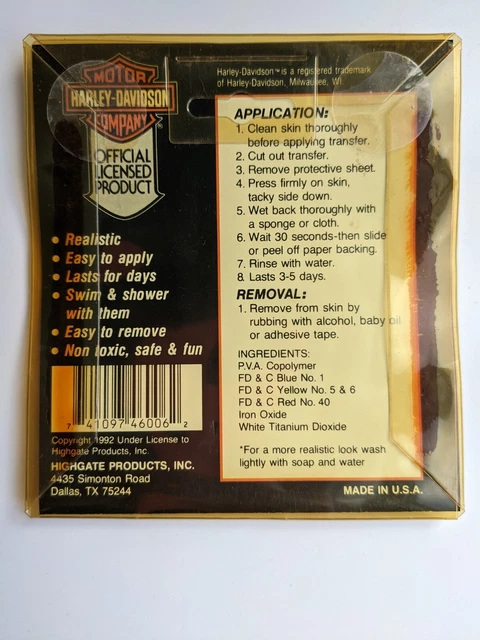 MOTOR
HARLEY-DAVIDSON
COMPANY
OFFICIAL
LICENSED
PRODUCT
Harley-Davidson™ is a registered trademark
of Harley-Davidson, Milwaukee, WI
• Realistic
• Easy to apply
• Lasts for days
• Swim & shower
with them
• Easy to remove
• Non toxic, safe & fun
7 41097 46006 2
Copyright 1992 Under License to
Highgate Products, Inc.
HIGHGATE PRODUCTS, INC.
4435 Simonton Road
Dallas, TX 75244
APPLICATION:
1. Clean skin thoroughly
before applying transfer.
2. Cut out transfer.
3. Remove protective sheet.
4. Press firmly on skin,
tacky side down.
5. Wet back thoroughly with
a sponge or cloth.
6. Wait 30 seconds-then slide
or peel off paper backing.
7. Rinse with water.
8. Lasts 3-5 days.
REMOVAL:
1. Remove from skin by
rubbing with alcohol, baby oil
or adhesive tape.
INGREDIENTS:
P.V.A. Copolymer
FD & C Blue No. 1
FD & C Yellow No. 5 & 6
FD & C Red No. 40
Iron Oxide
White Titanium Dioxide
*For a more realistic look wash
lightly with soap and water
MADE IN U.S.A.